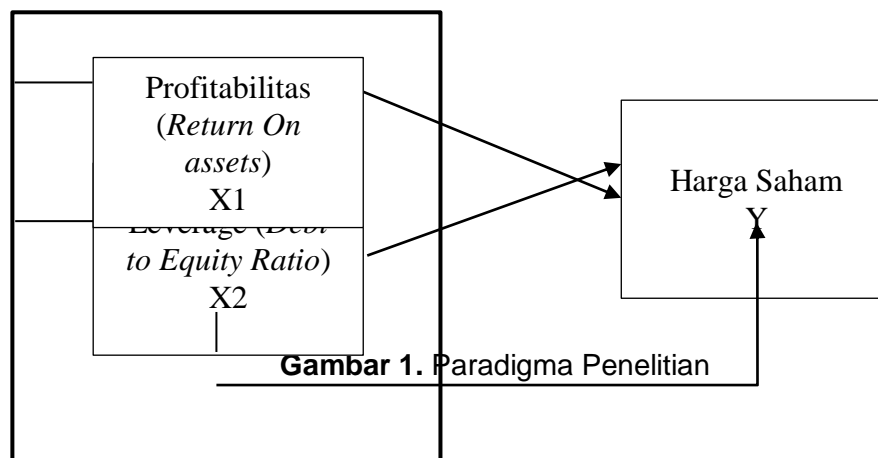 Profitabilitas
(Return On
assets)
X1
Leverage (Debt
to Equity Ratio)
X2
Harga Saham
Y
Gambar 1. Paradigma Penelitian